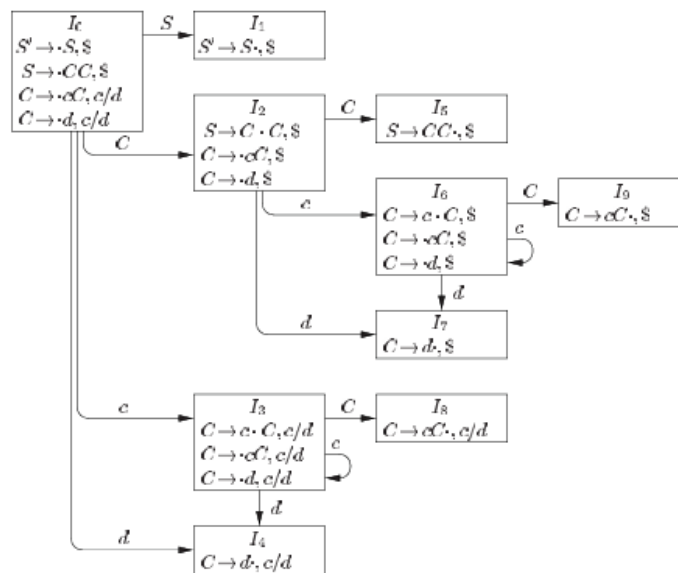 I₀
S' → ·S, $
S → ·CC, $
C → ·cC, c/d
C → ·d, c/d
S
I₁
S' → S·, $
C
I₂
S → C · C, $
C → ·cC, $
C → ·d, $
C
I₅
S → CC·, $
c
I₆
C → c · C, $
C → ·cC, $
C → ·d, $
C
I₉
C → cC·, $
c
d
d
I₇
C → d·, $
c
I₃
C → c · C, c/d
C → ·cC, c/d
C → ·d, c/d
C
I₈
C → cC·, c/d
c
d
d
I₄
C → d·, c/d